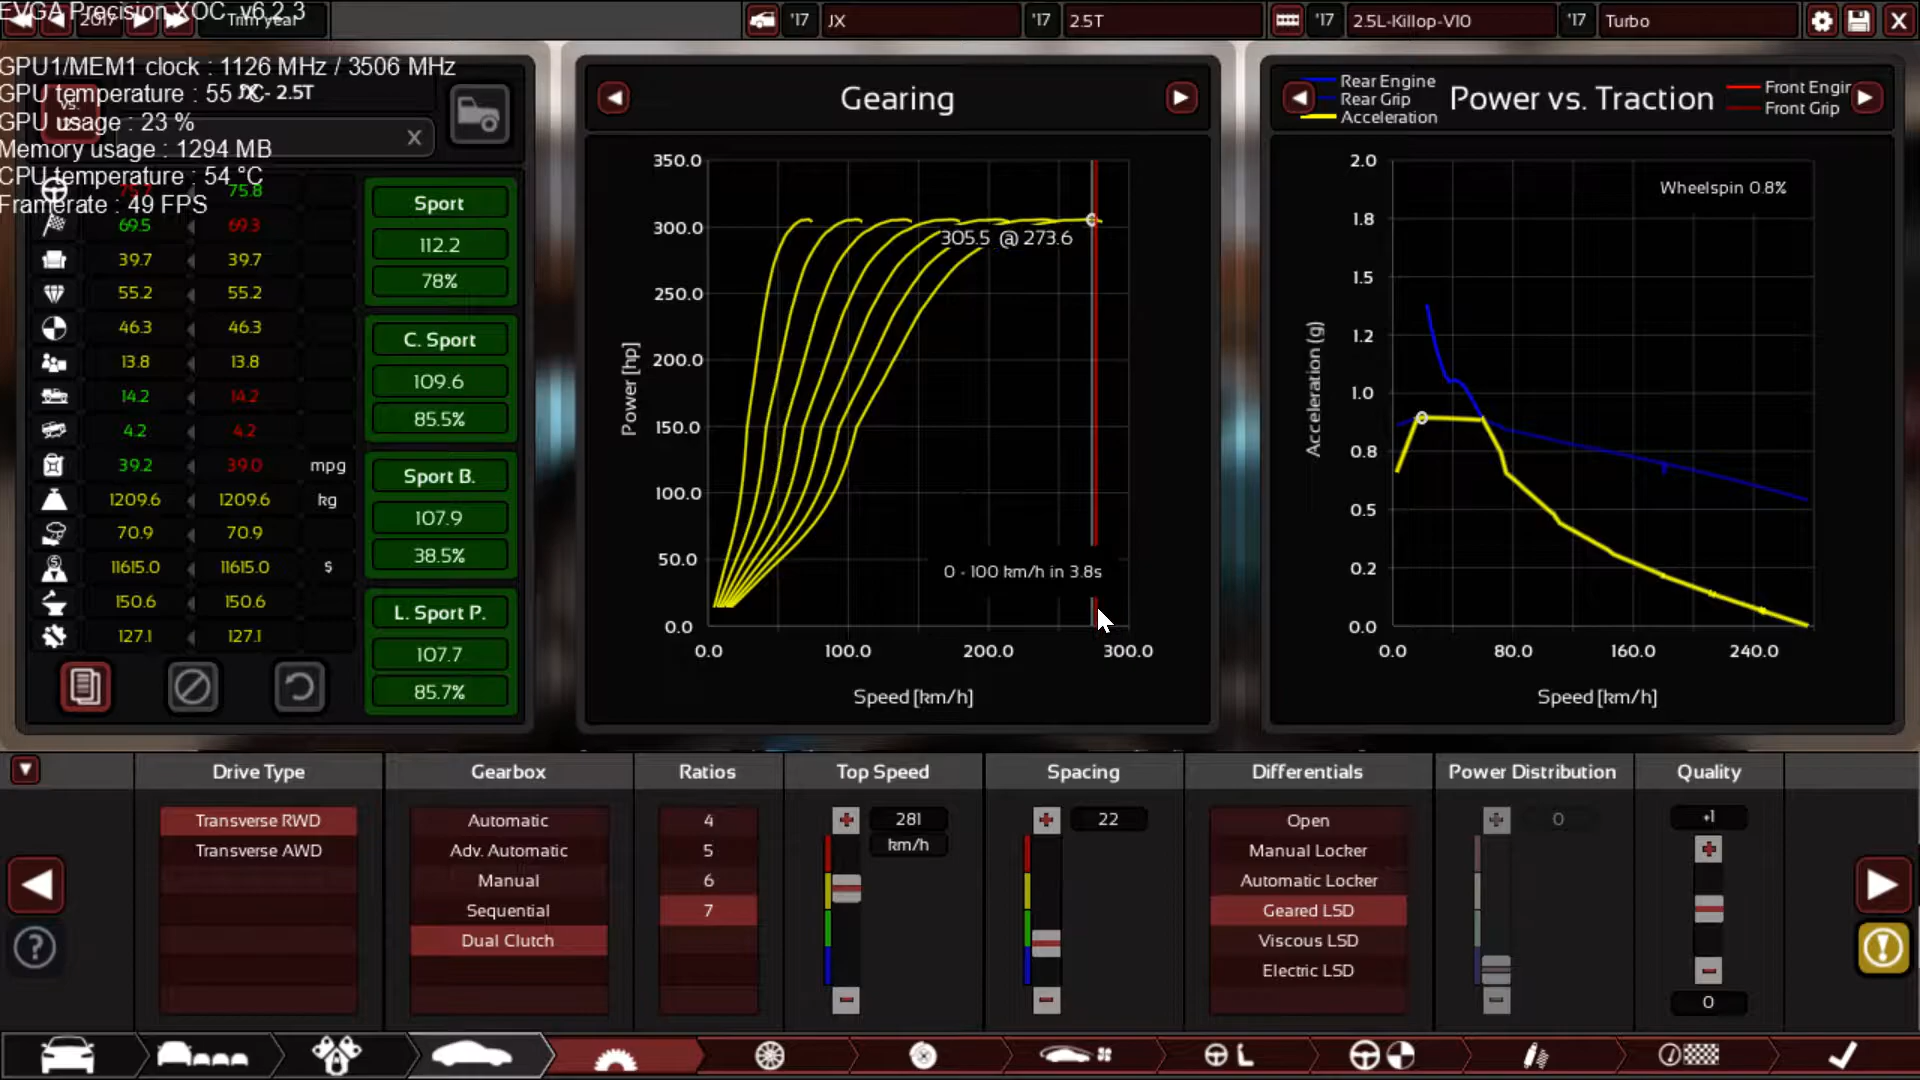 EVGA Precision XOC- v6.2.3
2017
Trim year
'17
JX
'17
2.5T
'17
2.5L-Killop-V10
'17
Turbo
GPU1/MEM1 clock : 1126 MHz / 3506 MHz
GPU temperature : 55 °C
GPU usage : 23 %
Memory usage : 1294 MB
CPU temperature : 54 °C
Framerate : 49 FPS
vs.
JX - 2.5T
X
75.8
69.5 69.3
39.7 39.7
55.2 55.2
46.3 46.3
13.8 13.8
14.2 14.2
4.2 4.2
39.2 39.0 mpg
1209.6 1209.6 kg
70.9 70.9
11615.0 11615.0 $
150.6 150.6
127.1 127.1
Sport
112.2
78%
C. Sport
109.6
85.5%
Sport B.
107.9
38.5%
L. Sport P.
107.7
85.7%
Gearing
350.0
300.0
250.0
200.0
150.0
100.0
50.0
0.0
Power [hp]
305.5 @ 273.6
0 - 100 km/h in 3.8s
0.0 100.0 200.0 300.0
Speed [km/h]
Rear Engine
Rear Grip
Acceleration
Power vs. Traction
Front Engin
Front Grip
2.0
1.8
1.5
1.2
1.0
0.8
0.5
0.2
0.0
Acceleration (g)
Wheelspin 0.8%
0.0 80.0 160.0 240.0
Speed [km/h]
Drive Type
Transverse RWD
Transverse AWD
Gearbox
Automatic
Adv. Automatic
Manual
Sequential
Dual Clutch
Ratios
4
5
6
7
Top Speed
281
km/h
Spacing
22
Differentials
Open
Manual Locker
Automatic Locker
Geared LSD
Viscous LSD
Electric LSD
Power Distribution
0
Quality
+1
0